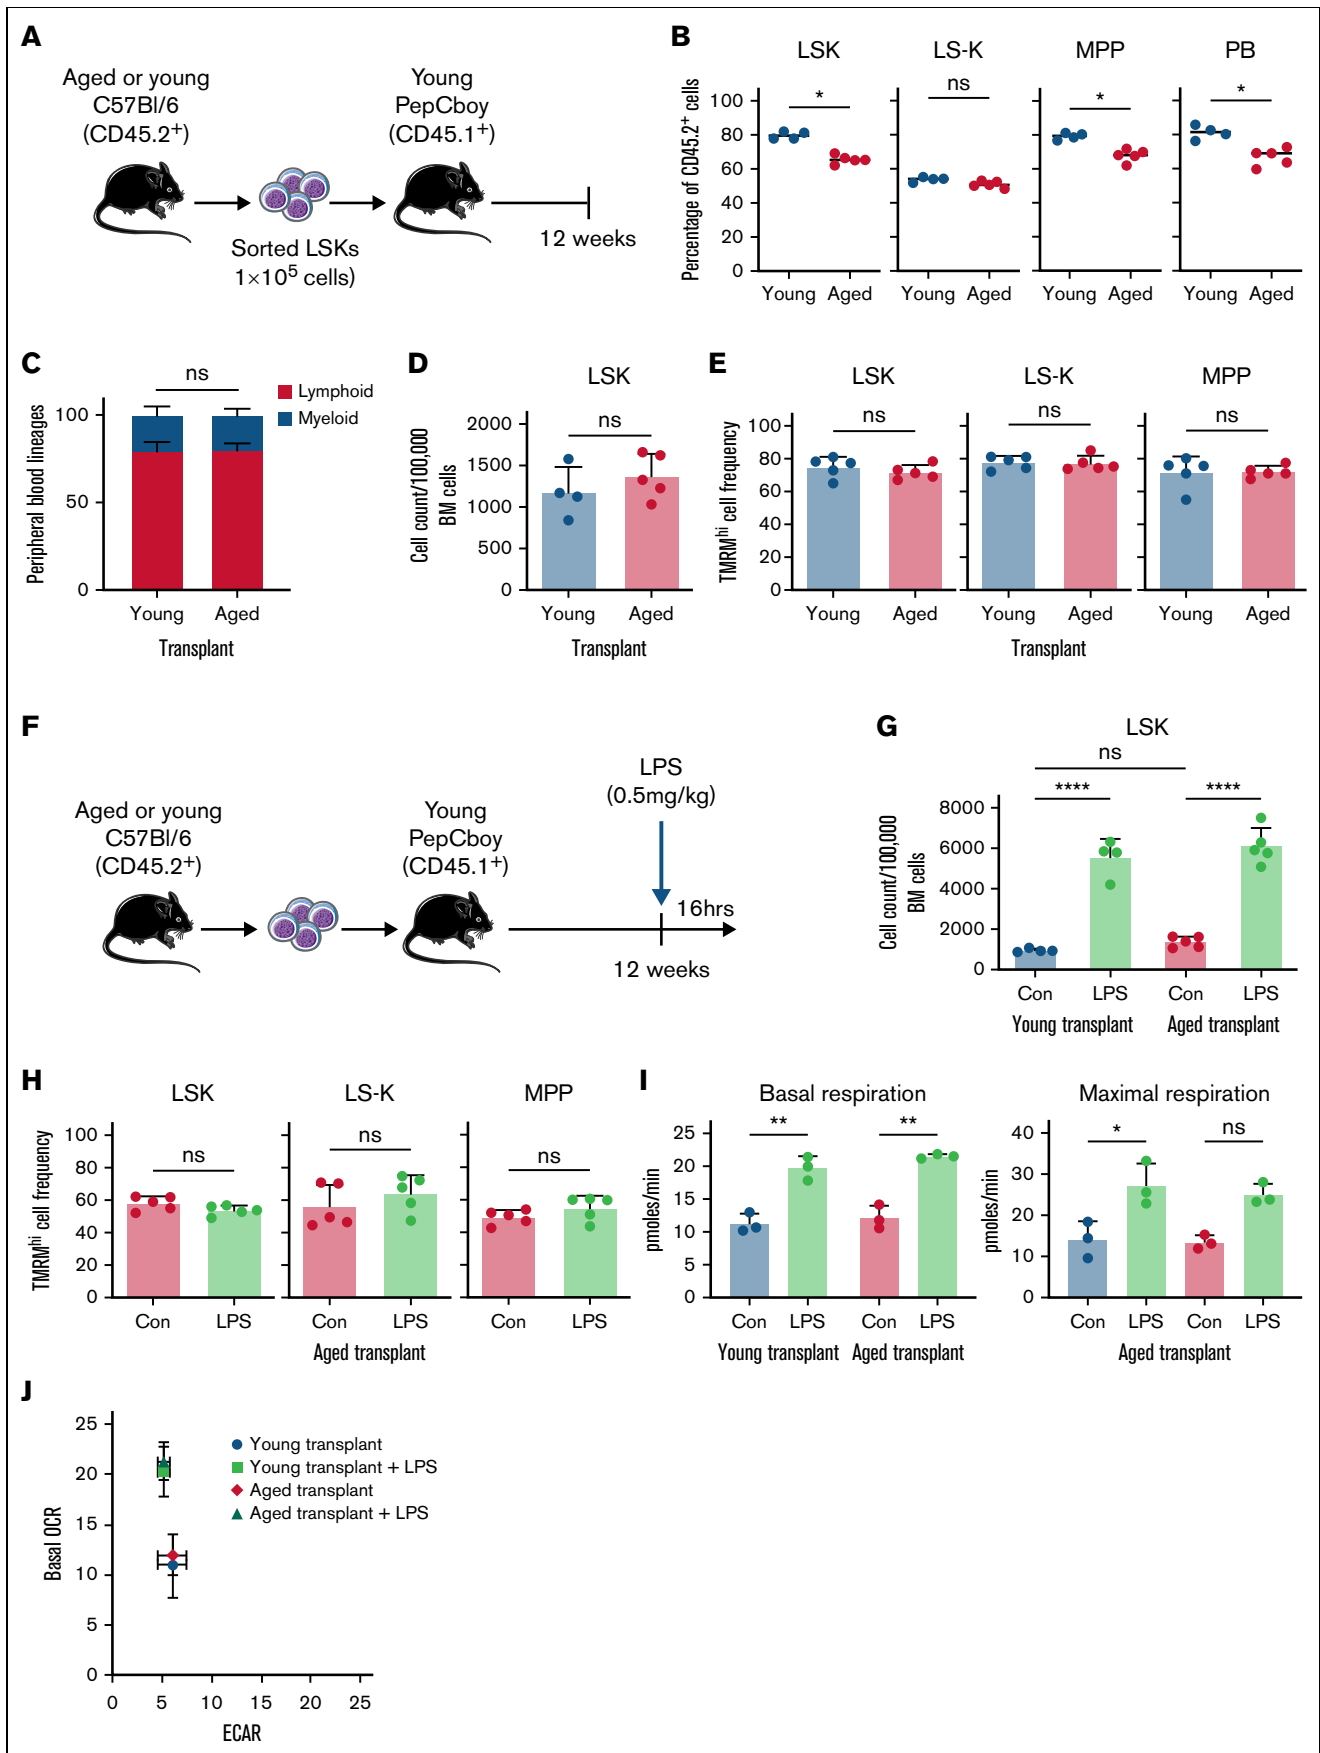 A
Aged or young
C57Bl/6
(CD45.2+)
Young
PepCboy
(CD45.1+)
Sorted LSKs
1×10⁵ cells)
12 weeks
B
LSK
LS-K
MPP
PB
Percentage of CD45.2+ cells
100
80
60
40
20
0
*
ns
*
*
Young Aged
Young Aged
Young Aged
Young Aged
C
Peripheral blood lineages
100
50
0
ns
Lymphoid
Myeloid
Young Aged
Transplant
D
LSK
Cell count/100,000
BM cells
2000
1500
1000
500
0
ns
Young Aged
Transplant
E
LSK
LS-K
MPP
TMRMhi cell frequency
100
80
60
40
20
0
ns
ns
ns
Young Aged
Young Aged
Young Aged
Transplant
F
Aged or young
C57Bl/6
(CD45.2+)
Young
PepCboy
(CD45.1+)
LPS
(0.5mg/kg)
16hrs
12 weeks
G
LSK
ns
****
****
Cell count/100,000
BM cells
8000
6000
4000
2000
0
Con LPS Con LPS
Young transplant Aged transplant
H
LSK
LS-K
MPP
TMRMhi cell frequency
100
80
60
40
20
0
ns
ns
ns
Con LPS
Con LPS
Con LPS
Aged transplant
I
Basal respiration
pmoles/min
25
20
15
10
5
0
**
**
Con LPS Con LPS
Young transplant Aged transplant
Maximal respiration
pmoles/min
40
30
20
10
0
*
ns
Con LPS Con LPS
Aged transplant
J
Basal OCR
25
20
15
10
5
0
Young transplant
Young transplant + LPS
Aged transplant
Aged transplant + LPS
0 5 10 15 20 25
ECAR